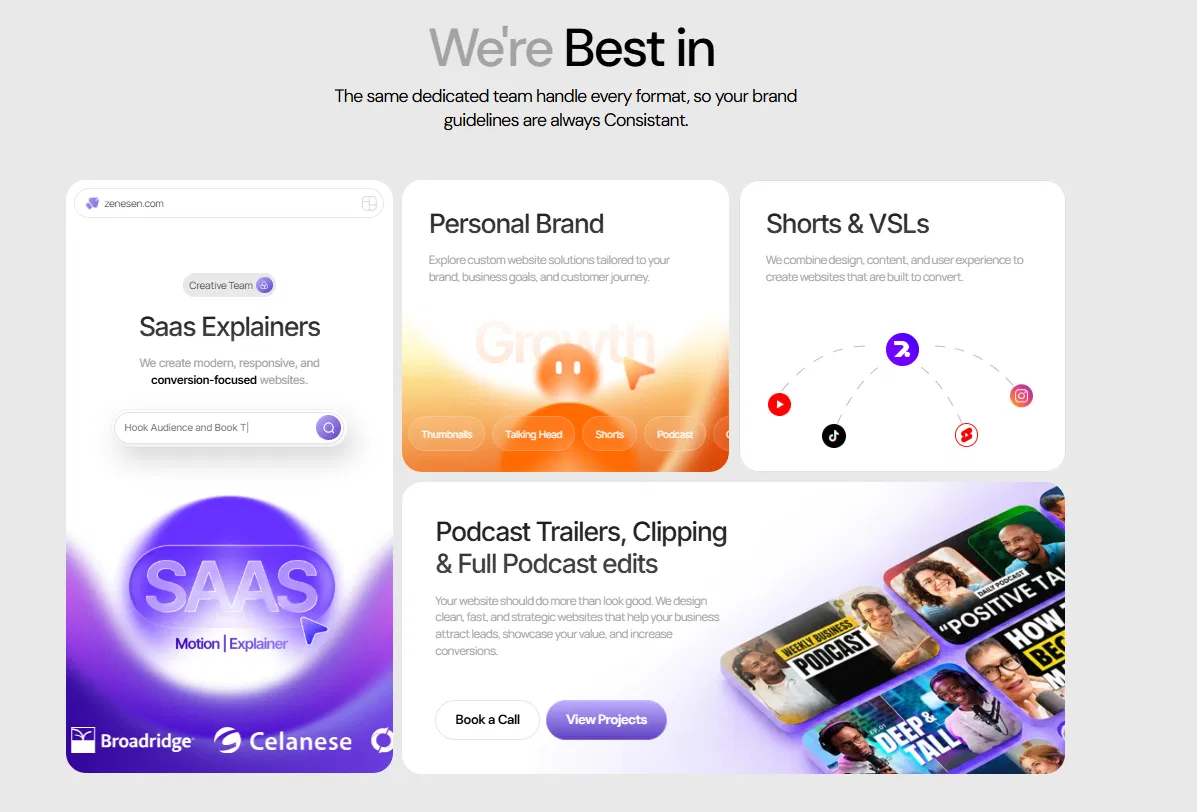 We're Best in
The same dedicated team handle every format, so your brand
guidelines are always Consistant.
zenesen.com
Creative Team
Saas Explainers
We create modern, responsive, and
conversion-focused websites.
Hook Audience and Book T|
SAAS
Motion | Explainer
Broadridge
Celanese
Personal Brand
Explore custom website solutions tailored to your
brand, business goals, and customer journey.
Growth
Thumbnails
Talking Head
Shorts
Podcast
Shorts & VSLs
We combine design, content, and user experience to
create websites that are built to convert.
Podcast Trailers, Clipping
& Full Podcast edits
Your website should do more than look good. We design
clean, fast, and strategic websites that help your business
attract leads, showcase your value, and increase
conversions.
Book a Call
View Projects
WEEKLY BUSINESS
PODCAST
DAILY PODCAST
"POSITIVE TA
HOW
BEC
MA
EP. 01
DEEP &
TALL